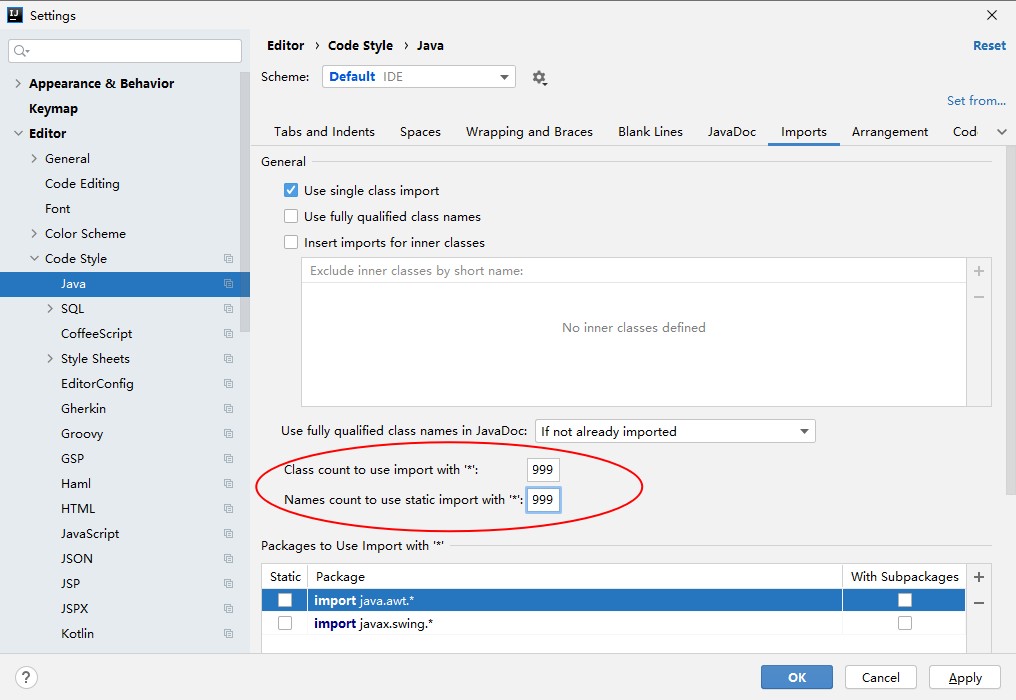 Settings
Editor › Code Style › Java
Reset
Scheme: Default IDE
Set from...
Appearance & Behavior
Keymap
Editor
General
Code Editing
Font
Color Scheme
Code Style
Java
SQL
CoffeeScript
Style Sheets
EditorConfig
Gherkin
Groovy
GSP
Haml
HTML
JavaScript
JSON
JSP
JSPX
Kotlin
Tabs and Indents Spaces Wrapping and Braces Blank Lines JavaDoc Imports Arrangement Cod
General
Use single class import
Use fully qualified class names
Insert imports for inner classes
Exclude inner classes by short name:
No inner classes defined
Use fully qualified class names in JavaDoc: If not already imported
Class count to use import with '*': 999
Names count to use static import with '*': 999
Packages to Use Import with '*'
Static Package With Subpackages
import java.awt.*
import javax.swing.*
? OK Cancel Apply